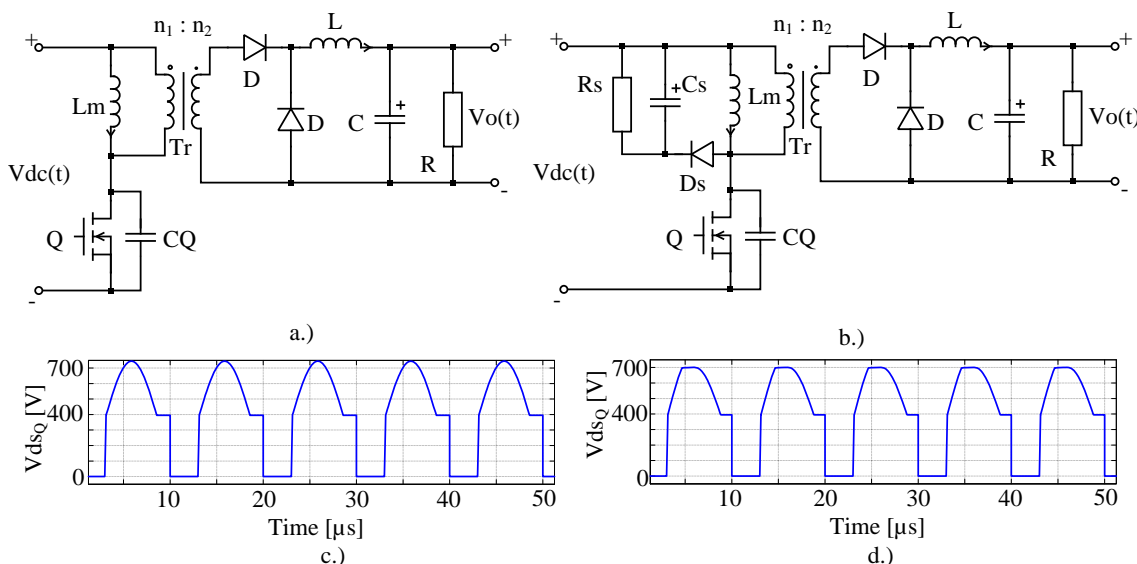 n₁ : n₂
L
+
+
D
Lm
Tr
D
C
+
Vo(t)
R
Vdc(t)
-
Q
CQ
-
a.)
n₁ : n₂
L
+
+
D
Rs
+
Cs
Lm
Tr
D
C
+
Vo(t)
R
Ds
Vdc(t)
-
Q
CQ
-
b.)
VdsQ [V]
700
400
0
10
20
30
40
50
Time [µs]
c.)
VdsQ [V]
700
400
0
10
20
30
40
50
Time [µs]
d.)